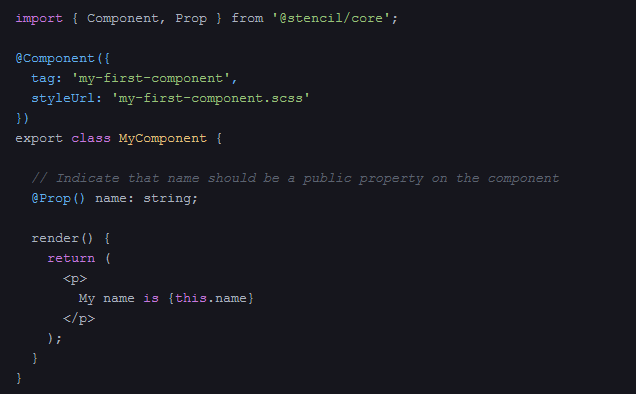 import { Component, Prop } from '@stencil/core';
@Component({
tag: 'my-first-component',
styleUrl: 'my-first-component.scss'
})
export class MyComponent {
// Indicate that name should be a public property on the component
@Prop() name: string;
render() {
return (
<p>
My name is {this.name}
</p>
);
}
}